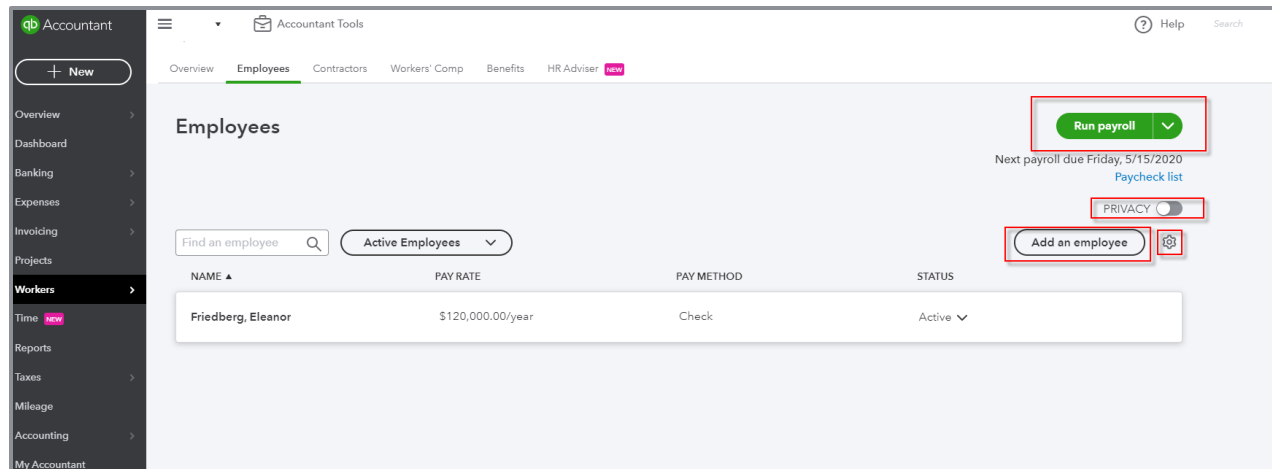 qb Accountant
Accountant Tools
? Help
Search
+ New
Overview Employees Contractors Workers' Comp Benefits HR Adviser NEW
Overview
Dashboard
Banking
Expenses
Invoicing
Projects
Workers
Time NEW
Reports
Taxes
Mileage
Accounting
My Accountant
Employees
Run payroll
Next payroll due Friday, 5/15/2020
Paycheck list
PRIVACY
Find an employee
Active Employees
Add an employee
NAME PAY RATE PAY METHOD STATUS
Friedberg, Eleanor $120,000.00/year Check Active